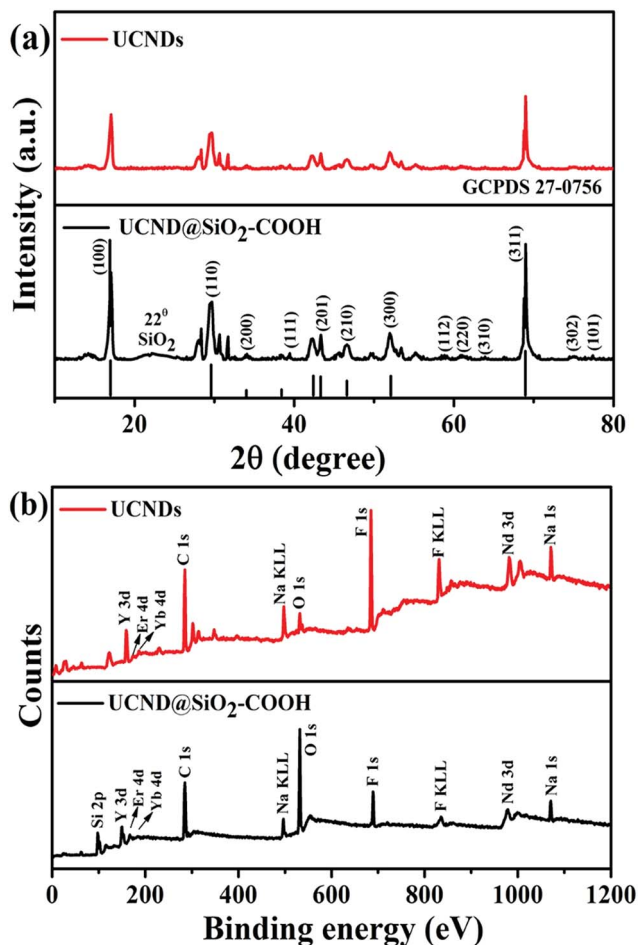 (a)
UCNDs
GCPDS 27-0756
UCND@SiO2-COOH
(100)
22θ
SiO2
(110)
(200)
(111)
(201)
(210)
(300)
(112)
(220)
(310)
(311)
(302)
(101)
Intensity (a.u.)
20 40 60 80
2θ (degree)
(b)
UCNDs
Y 3d
Er 4d
Yb 4d
C 1s
Na KLL
O 1s
F 1s
F KLL
Nd 3d
Na 1s
UCND@SiO2-COOH
Si 2p
Y 3d
Er 4d
Yb 4d
C 1s
Na KLL
O 1s
F 1s
F KLL
Nd 3d
Na 1s
Counts
0 200 400 600 800 1000 1200
Binding energy (eV)